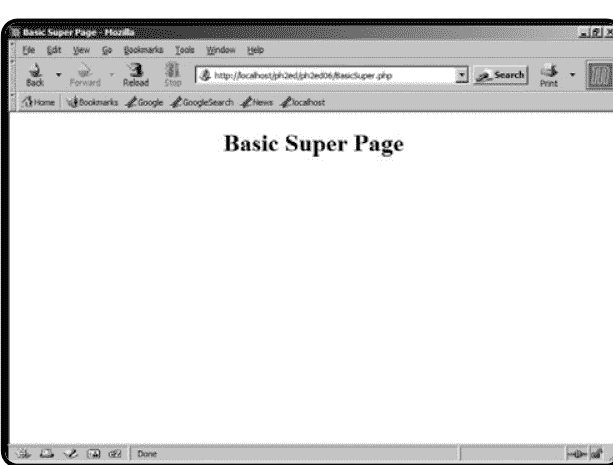 Basic Super Page - Mozilla
File Edit View Go Bookmarks Tools Window Help
Back Forward Reload Stop http://localhost/ph2ed/ph2ed06/BasicSuper.php Search Print
Home Bookmarks Google GoogleSearch News localhost
Basic Super Page
Done